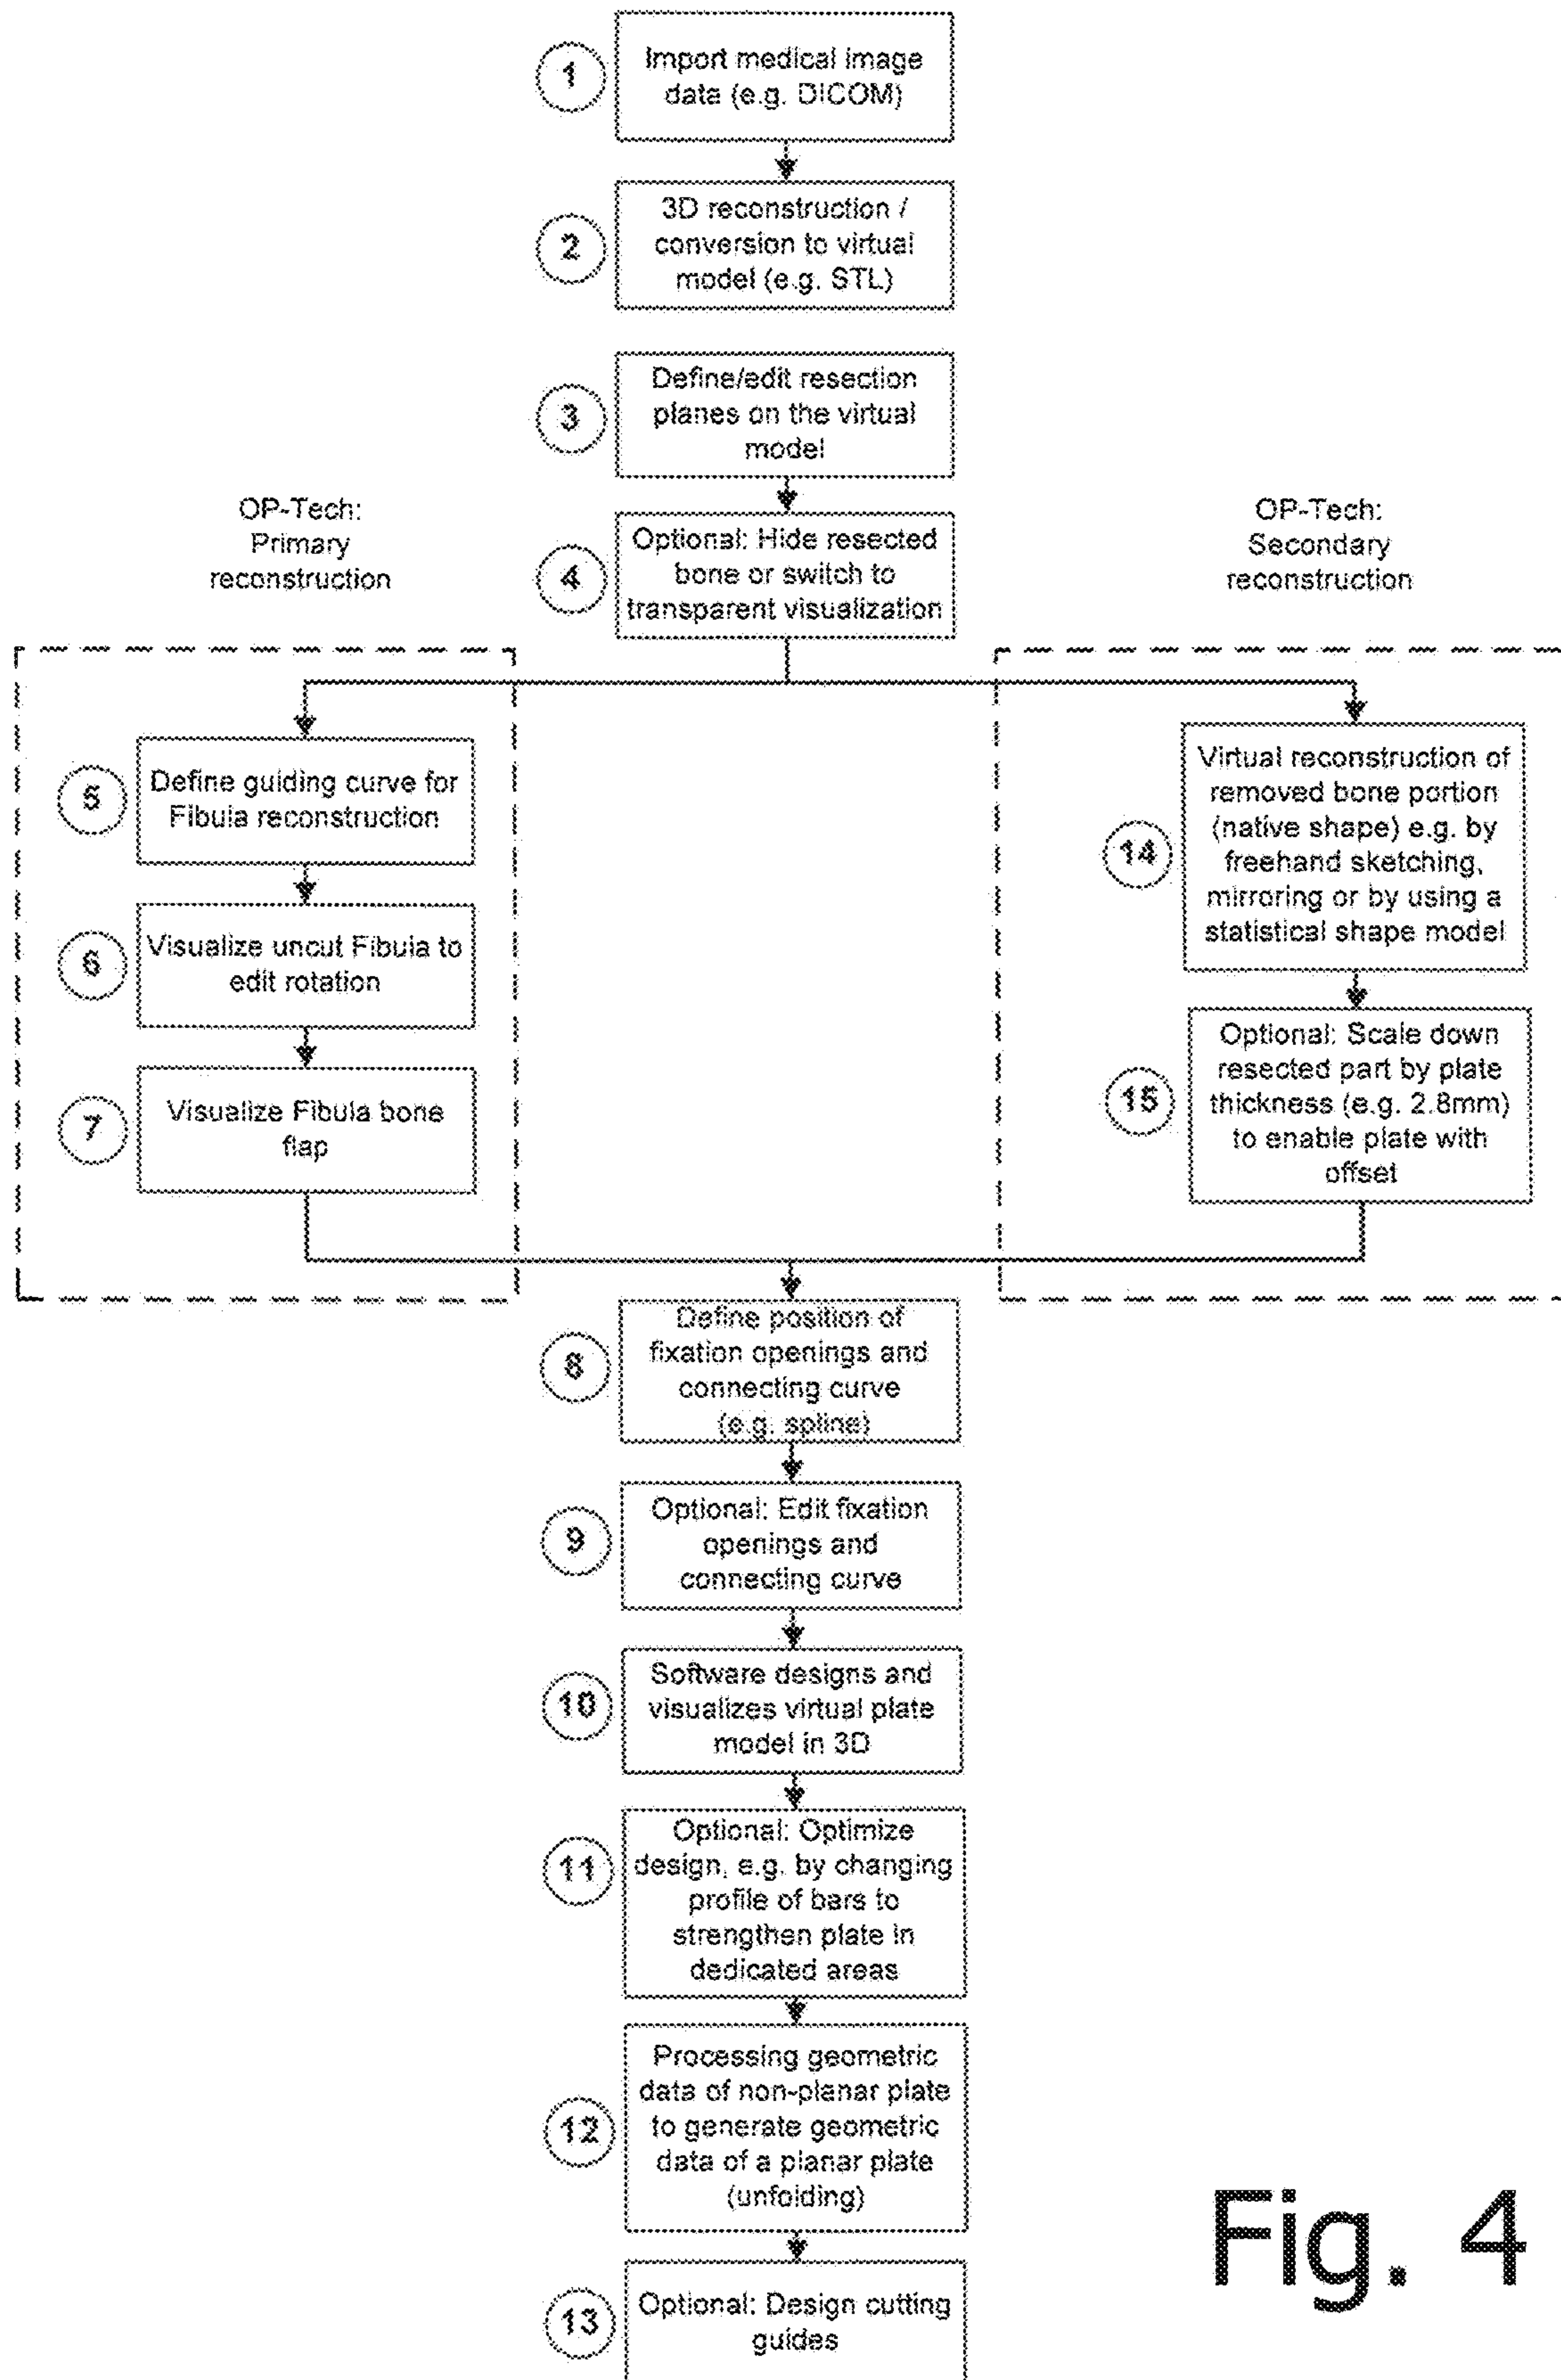 1
Import medical image
data (e.g. DICOM)
2
3D reconstruction /
conversion to virtual
model (e.g. STL)
3
Define/edit resection
planes on the virtual
model
OP-Tech:
Primary
reconstruction
4
Optional: Hide resected
bone or switch to
transparent visualization
OP-Tech:
Secondary
reconstruction
5
Define guiding curve for
Fibula reconstruction
6
Visualize uncut Fibula to
edit rotation
7
Visualize Fibula bone
flap
14
Virtual reconstruction of
removed bone portion
(native shape) e.g. by
freehand sketching,
mirroring or by using a
statistical shape model
15
Optional: Scale down
resected part by plate
thickness (e.g. 2.8mm)
to enable plate with
offset
8
Define position of
fixation openings and
connecting curve
(e.g. spline)
9
Optional: Edit fixation
openings and
connecting curve
10
Software designs and
visualizes virtual plate
model in 3D
11
Optional: Optimize
design, e.g. by changing
profile of bars to
strengthen plate in
dedicated areas
12
Processing geometric
data of non-planar plate
to generate geometric
data of a planar plate
(unfolding)
13
Optional: Design cutting
guides
Fig. 4